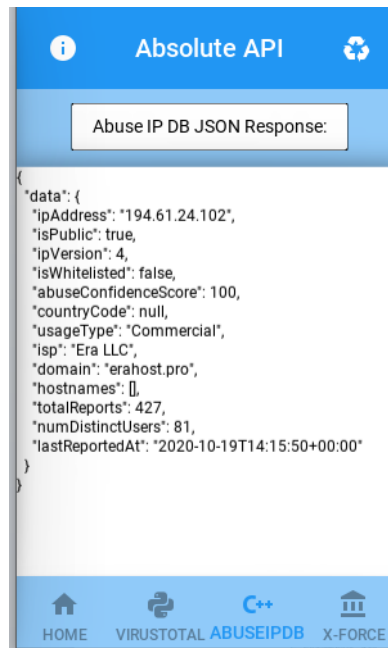 Absolute API
Abuse IP DB JSON Response:
{
"data": {
"ipAddress": "194.61.24.102",
"isPublic": true,
"ipVersion": 4,
"isWhitelisted": false,
"abuseConfidenceScore": 100,
"countryCode": null,
"usageType": "Commercial",
"isp": "Era LLC",
"domain": "erahost.pro",
"hostnames": [],
"totalReports": 427,
"numDistinctUsers": 81,
"lastReportedAt": "2020-10-19T14:15:50+00:00"
}
}
C++
HOME VIRUSTOTAL ABUSEIPDB X-FORCE